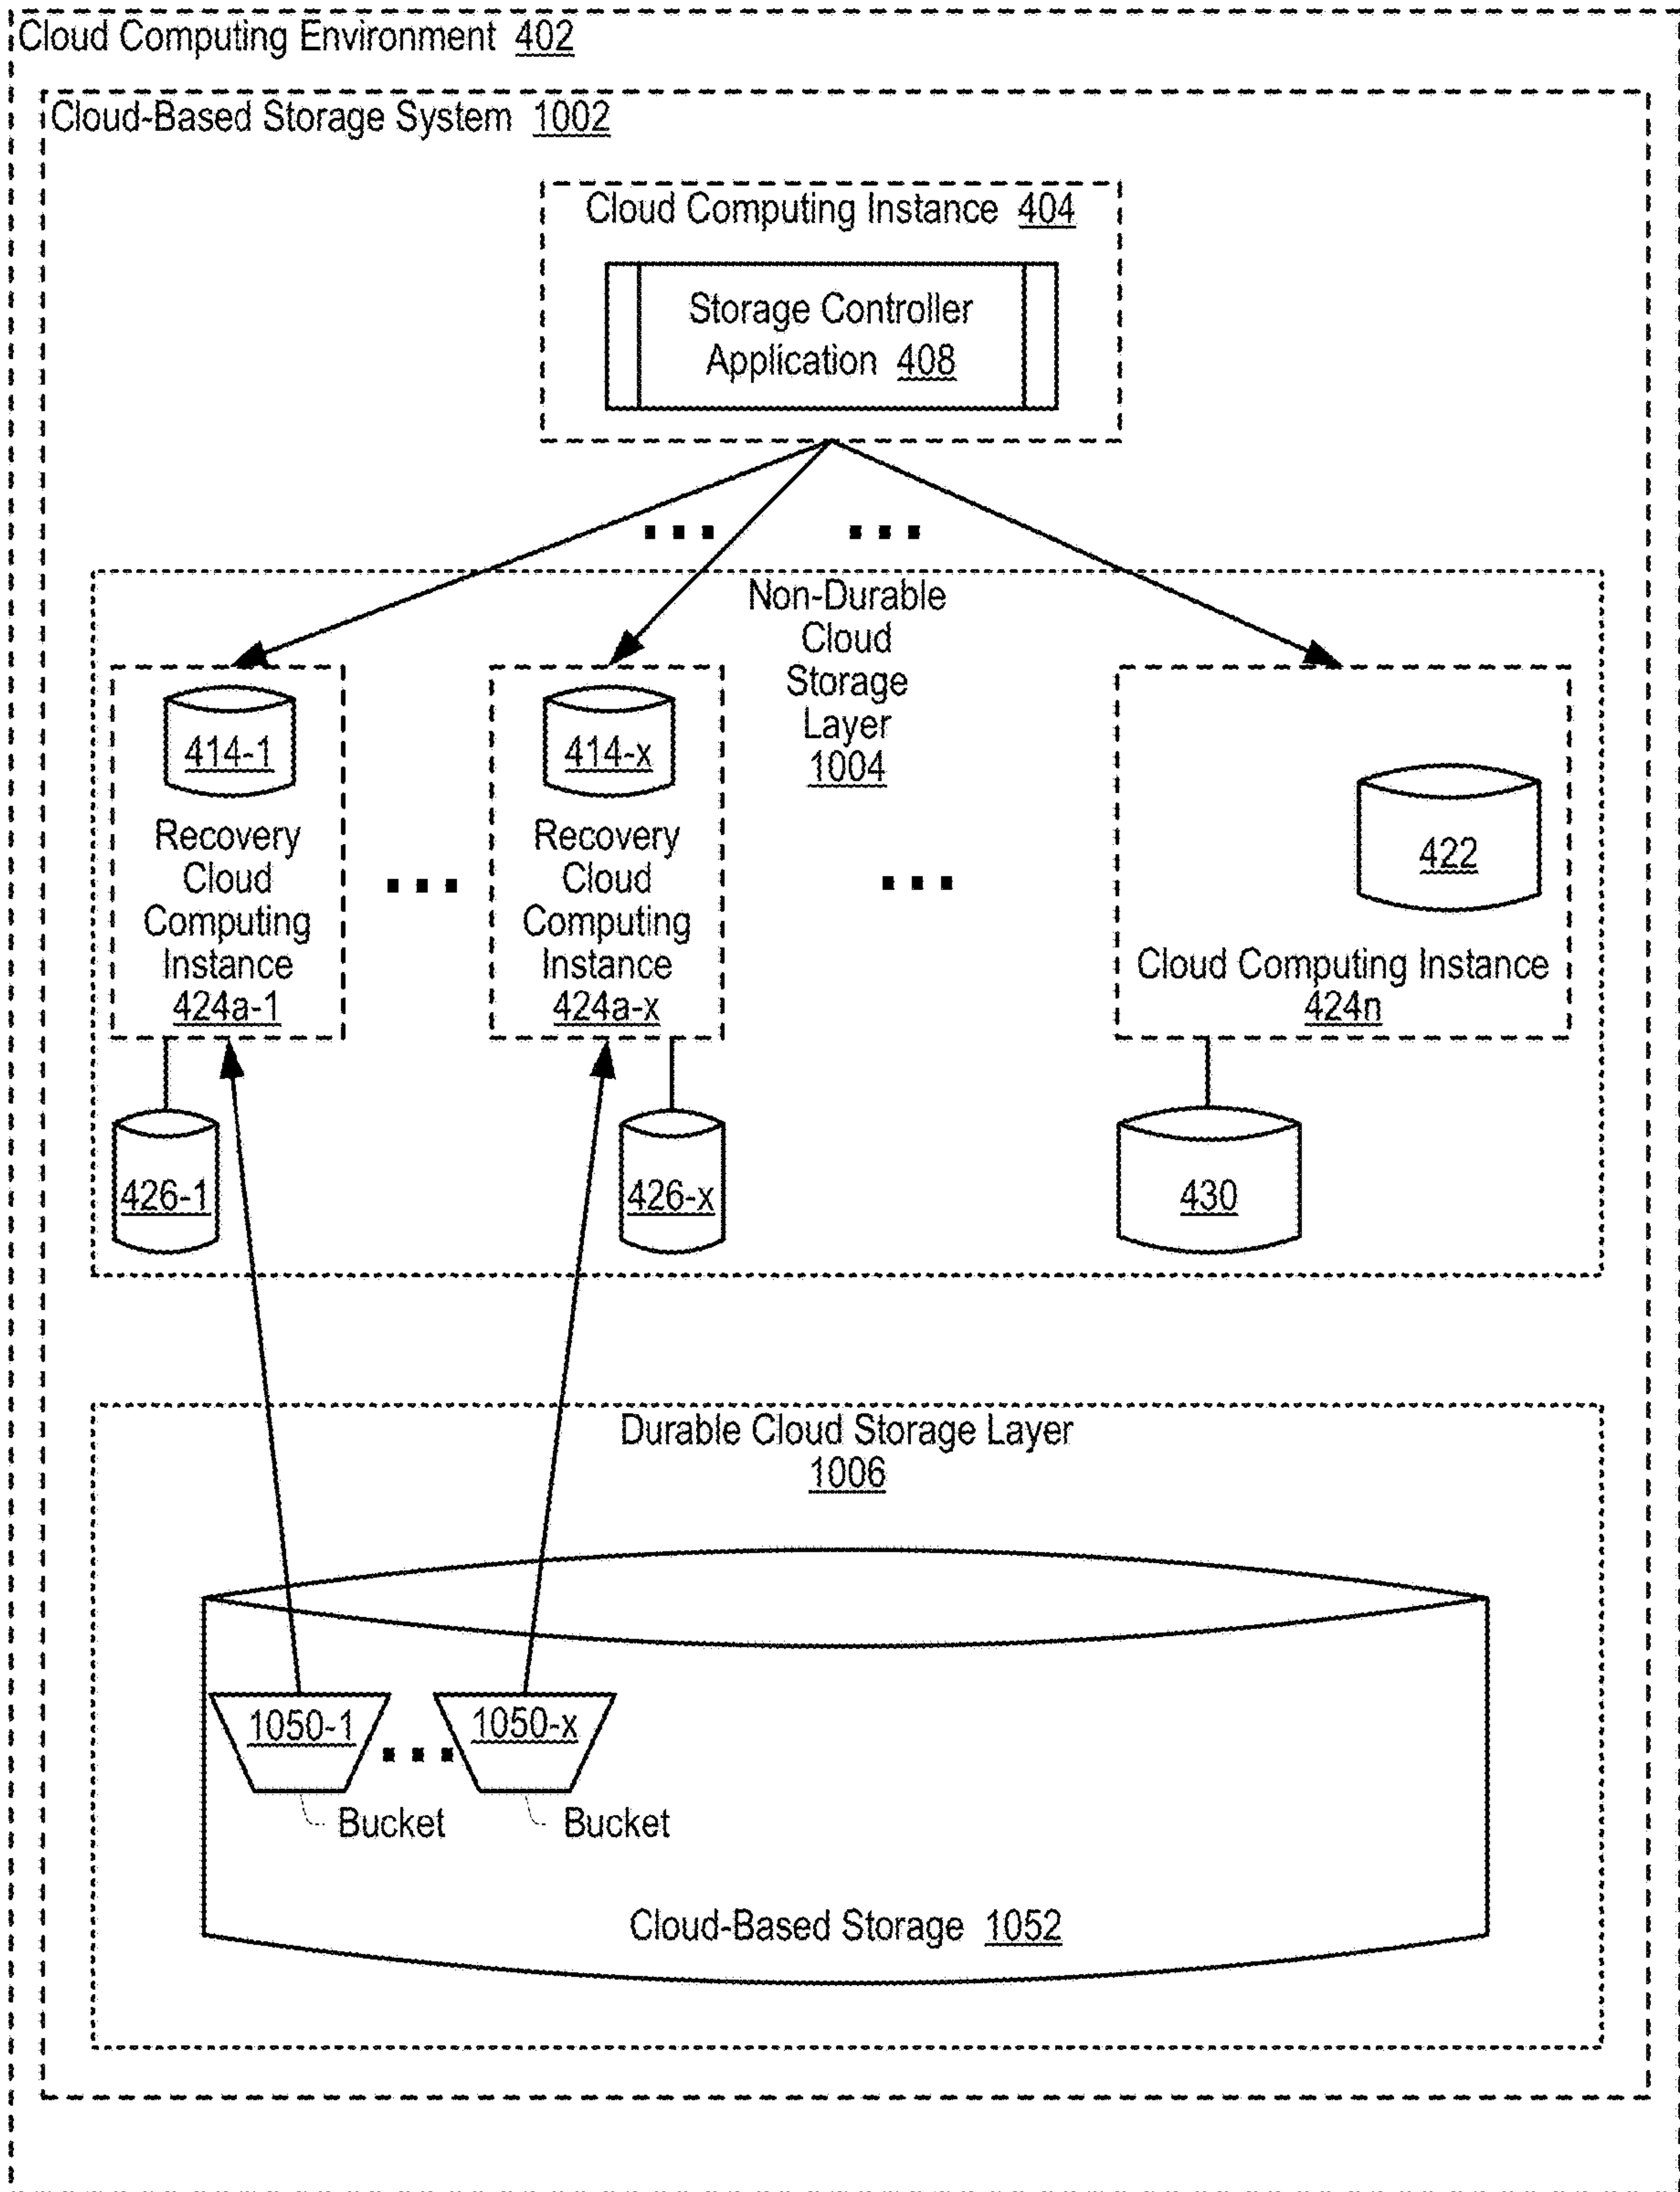 Cloud Computing Environment 402
Cloud-Based Storage System 1002
Cloud Computing Instance 404
Storage Controller
Application 408
Non-Durable
Cloud
Storage
Layer
1004
414-1
Recovery
Cloud
Computing
Instance
424a-1
414-x
Recovery
Cloud
Computing
Instance
424a-x
422
Cloud Computing Instance
424n
426-1
426-x
430
Durable Cloud Storage Layer
1006
1050-1
1050-x
Bucket
Bucket
Cloud-Based Storage 1052